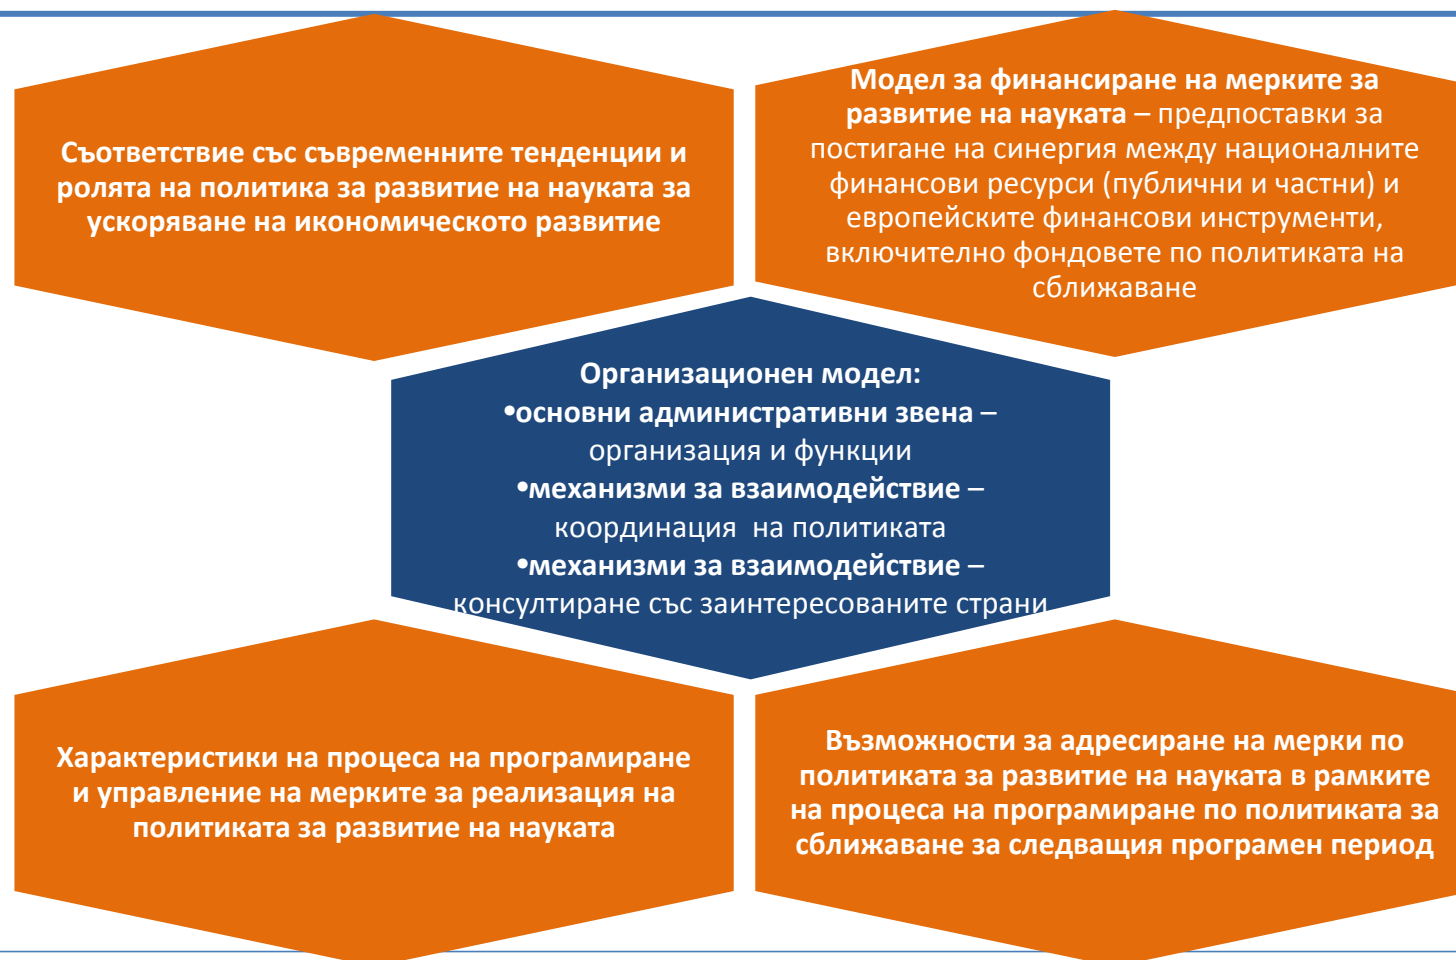 Съответствие със съвременните тенденции и
ролята на политика за развитие на науката за
ускоряване на икономическото развитие
Модел за финансиране на мерките за
развитие на науката – предпоставки за
постигане на синергия между националните
финансови ресурси (публични и частни) и
европейските финансови инструменти,
включително фондовете по политиката на
сближаване
Организационен модел:
•основни административни звена –
организация и функции
•механизми за взаимодействие –
координация на политиката
•механизми за взаимодействие –
консултиране със заинтересованите страни
Характеристики на процеса на програмиране
и управление на мерките за реализация на
политиката за развитие на науката
Възможности за адресиране на мерки по
политиката за развитие на науката в рамките
на процеса на програмиране по политиката за
сближаване за следващия програмен период